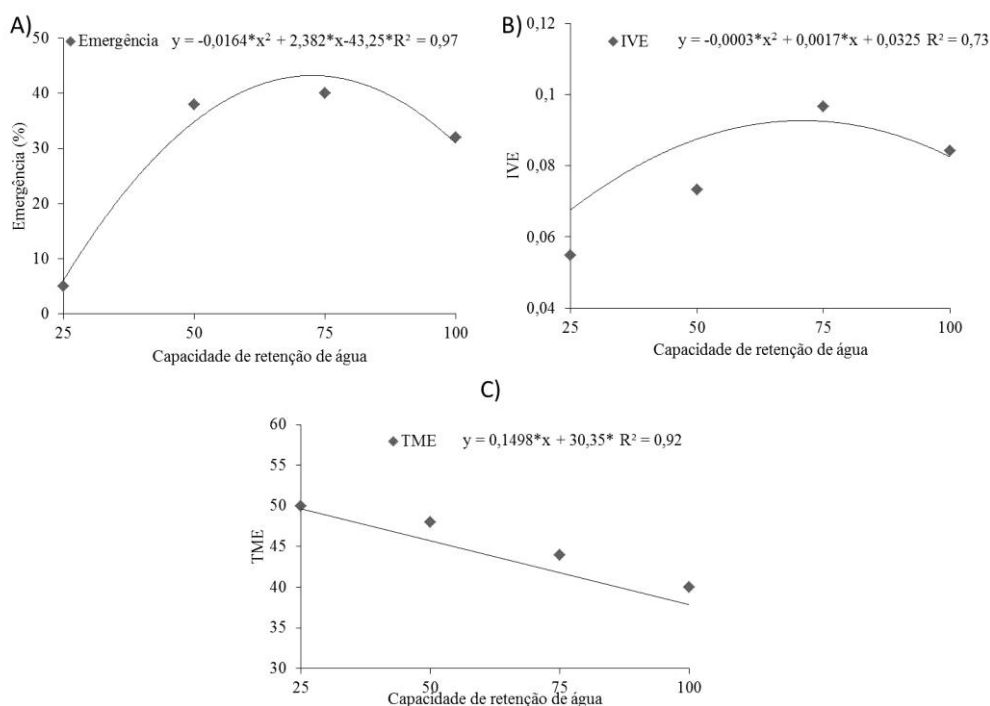 A)
Emergência y = -0,0164*x² + 2,382*x-43,25*R² = 0,97
50
40
30
20
10
0
Emergência (%)
25 50 75 100
Capacidade de retenção de água
B)
IVE y = -0,0003*x² + 0,0017*x + 0,0325 R² = 0,73
0,12
0,1
0,08
0,06
0,04
IVE
25 50 75 100
Capacidade de retenção de água
C)
TME y = 0,1498*x + 30,35* R² = 0,92
60
55
50
45
40
35
30
TME
25 50 75 100
Capacidade de retenção de água